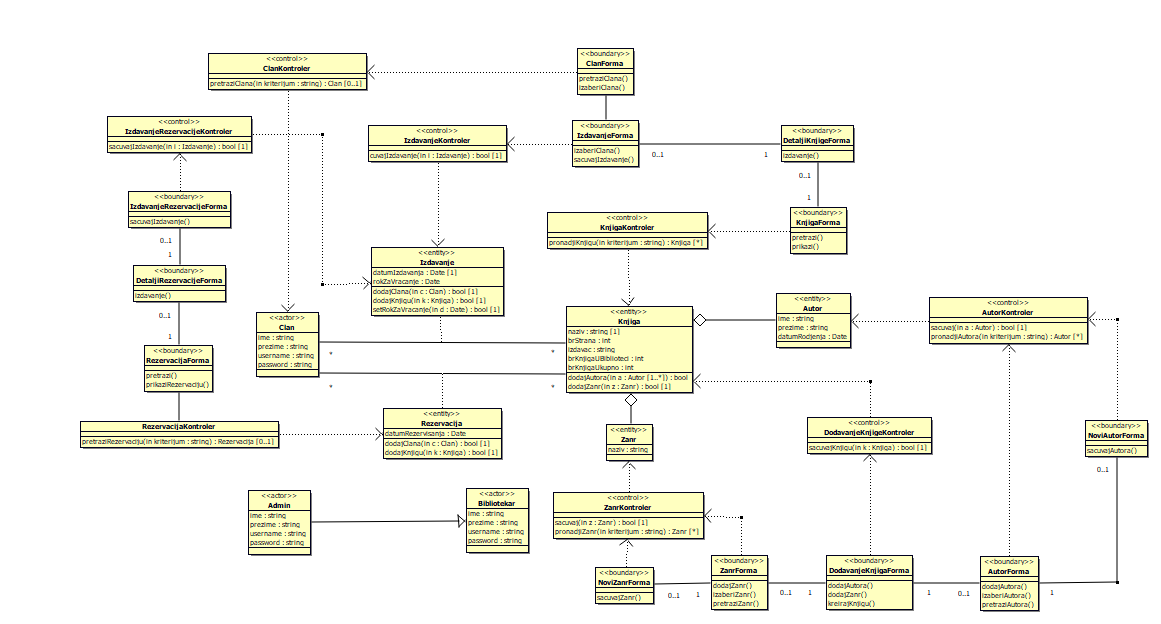 <<control>>
ClanKontroler
pretraziClana(in kriterijum : string) : Clan [0..1]
<<boundary>>
ClanForma
pretraziClana()
izaberiClana()
<<control>>
IzdavanjeRezervacijeKontroler
sacuvajIzdavanje(in i : Izdavanje) : bool [1]
<<control>>
IzdavanjeKontroler
cuvajIzdavanje(in i : Izdavanje) : bool [1]
<<boundary>>
IzdavanjeForma
izaberiClana()
sacuvajIzdavanje()
0..1
1
<<boundary>>
DetaljiKnjigeForma
izdavanje()
0..1
1
<<boundary>>
IzdavanjeRezervacijeForma
sacuvajIzdavanje()
0..1
1
<<control>>
KnjigaKontroler
pronadjiKnjigu(in kriterijum : string) : Knjiga [*]
<<boundary>>
KnjigaForma
pretrazi()
prikazi()
<<boundary>>
DetaljiRezervacijeForma
izdavanje()
0..1
1
<<entity>>
Izdavanje
datumIzdavanja : Date [1]
rokZaVracanje : Date
dodajClana(in c : Clan) : bool [1]
dodajKnjigu(in k : Knjiga) : bool [1]
setRokZaVracanje(in d : Date) : bool [1]
<<actor>>
Clan
ime : string
prezime : string
username : string
password : string
*
*
*
*
<<entity>>
Knjiga
naziv : string [1]
brStrana : int
izdavac : string
brKnjigaUBiblioteci : int
brKnjigaUkupno : int
dodajAutora(in a : Autor [1..*]) : bool
dodajZanr(in z : Zanr) : bool [1]
<<entity>>
Autor
ime : string
prezime : string
datumRodjenja : Date
<<control>>
AutorKontroler
sacuvaj(in a : Autor) : bool [1]
pronadjiAutora(in kriterijum : string) : Autor [*]
<<boundary>>
RezervacijaForma
pretrazi()
prikaziRezervaciju()
RezervacijaKontroler
pretraziRezervaciju(in kriterijum : string) : Rezervacija [0..1]
<<entity>>
Rezervacija
datumRezervisanja : Date
dodajClana(in c : Clan) : bool [1]
dodajKnjigu(in k : Knjiga) : bool [1]
<<entity>>
Zanr
naziv : string
<<control>>
DodavanjeKnjigeKontroler
sacuvajKnjigu(in k : Knjiga) : bool [1]
<<boundary>>
NoviAutorForma
sacuvajAutora()
0..1
<<actor>>
Admin
ime : string
prezime : string
username : string
password : string
<<actor>>
Bibliotekar
ime : string
prezime : string
username : string
password : string
<<control>>
ZanrKontroler
sacuvaj(in z : Zanr) : bool [1]
pronadjiZanr(in kriterijum : string) : Zanr [*]
<<boundary>>
NoviZanrForma
sacuvajZanr()
0..1
1
<<boundary>>
ZanrForma
dodajZanr()
izaberiZanr()
pretraziZanr()
0..1
1
<<boundary>>
DodavanjeKnjigaForma
dodajAutora()
dodajZanr()
kreirajKnjigu()
1
0..1
<<boundary>>
AutorForma
dodajAutora()
izaberiAutora()
pretraziAutora()
1